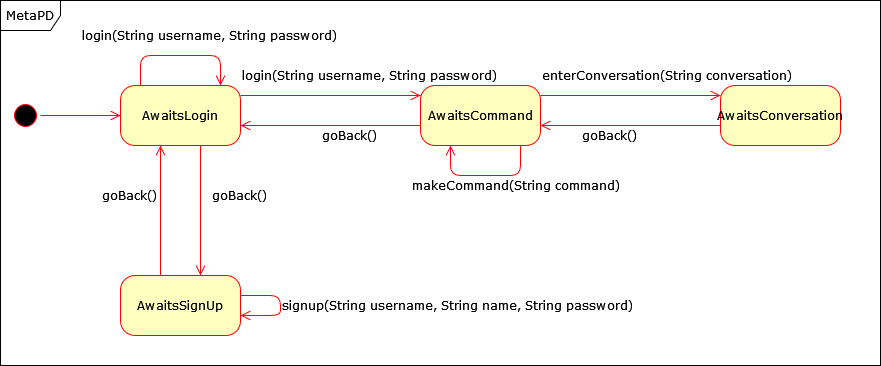 MetaPD
login(String username, String password)
login(String username, String password)
enterConversation(String conversation)
AwaitsLogin
AwaitsCommand
AwaitsConversation
goBack()
goBack()
makeCommand(String command)
goBack()
goBack()
AwaitsSignUp
signup(String username, String name, String password)